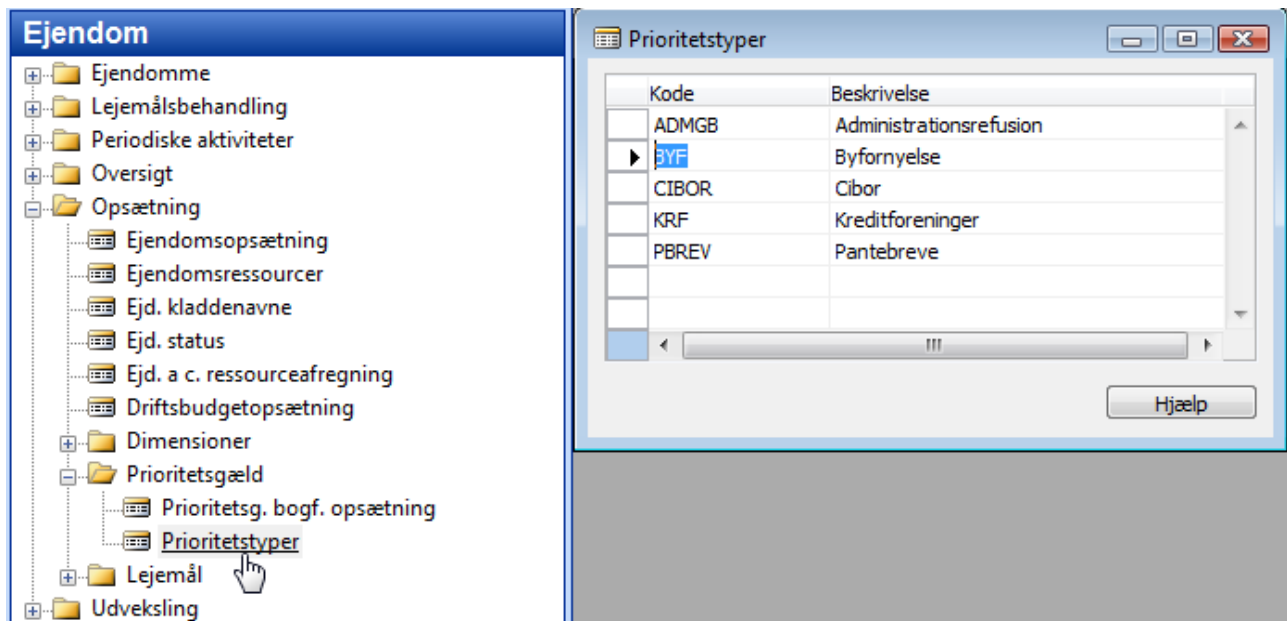 Ejendom
Ejendomme
Lejemålsbehandling
Periodiske aktiviteter
Oversigt
Opsætning
Ejendomsopsætning
Ejendomsressourcer
Ejd. kladdenavne
Ejd. status
Ejd. a c. ressourceafregning
Driftsbudgetopsætning
Dimensioner
Prioritetsgæld
Prioritetsg. bogf. opsætning
Prioritetstyper
Lejemål
Udveksling
Prioritetstyper
Kode Beskrivelse
ADMGB Administrationsrefusion
BYF Byfornyelse
CIBOR Cibor
KRF Kreditforeninger
PBREV Pantebreve
Hjælp